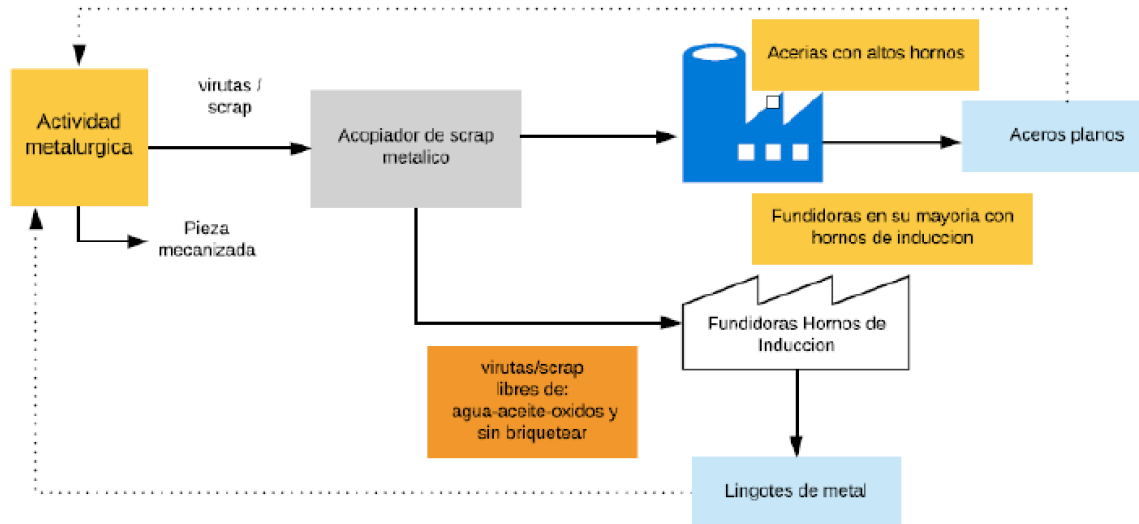 Acerias con altos hornos
virutas /
scrap
Actividad
metalurgica
Acopiador de scrap
metalico
Aceros planos
Pieza
mecanizada
Fundidoras en su mayoria con
hornos de induccion
Fundidoras Hornos de
Induccion
virutas/scrap
libres de:
agua-aceite-oxidos y
sin briquetear
Lingotes de metal